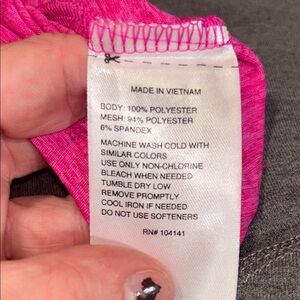 MADE IN VIETNAM
BODY: 100% POLYESTER
MESH: 94% POLYESTER
6% SPANDEX
MACHINE WASH COLD WITH
SIMILAR COLORS
USE ONLY NON-CHLORINE
BLEACH WHEN NEEDED
TUMBLE DRY LOW
REMOVE PROMPTLY
COOL IRON IF NEEDED
DO NOT USE SOFTENERS
RN# 104141